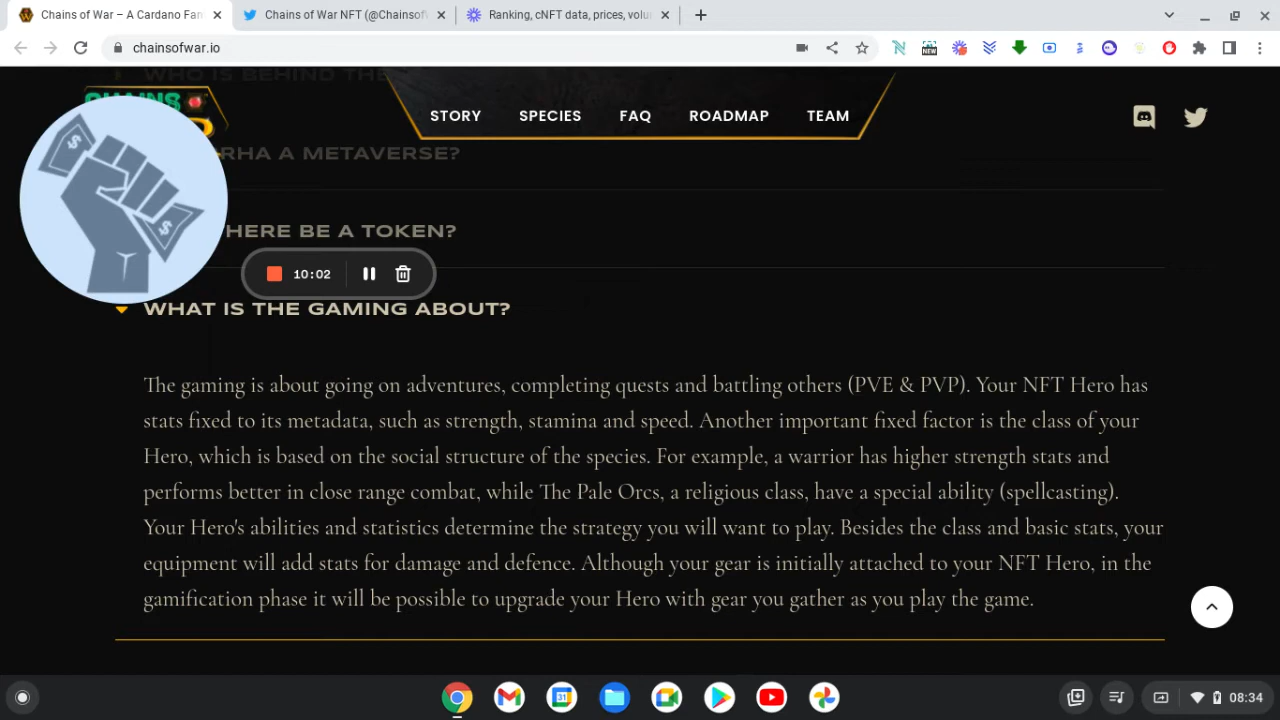 Chains of War – A Cardano Fan
Chains of War NFT (@Chainsof
Ranking, cNFT data, prices, volu
chainsofwar.io
NEW
WHO IS BEHIND THE
CHAINS
STORY
SPECIES
FAQ
ROADMAP
TEAM
RHA A METAVERSE?
HERE BE A TOKEN?
10:02
WHAT IS THE GAMING ABOUT?
The gaming is about going on adventures, completing quests and battling others (PVE & PVP). Your NFT Hero has
stats fixed to its metadata, such as strength, stamina and speed. Another important fixed factor is the class of your
Hero, which is based on the social structure of the species. For example, a warrior has higher strength stats and
performs better in close range combat, while The Pale Orcs, a religious class, have a special ability (spellcasting).
Your Hero's abilities and statistics determine the strategy you will want to play. Besides the class and basic stats, your
equipment will add stats for damage and defence. Although your gear is initially attached to your NFT Hero, in the
gamification phase it will be possible to upgrade your Hero with gear you gather as you play the game.
31
08:34